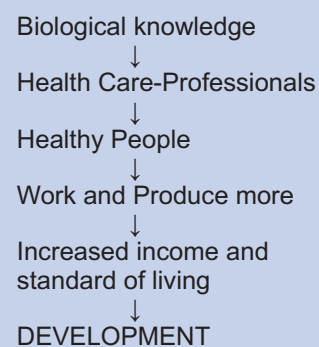 Biological knowledge
↓
Health Care-Professionals
↓
Healthy People
↓
Work and Produce more
↓
Increased income and
standard of living
↓
DEVELOPMENT